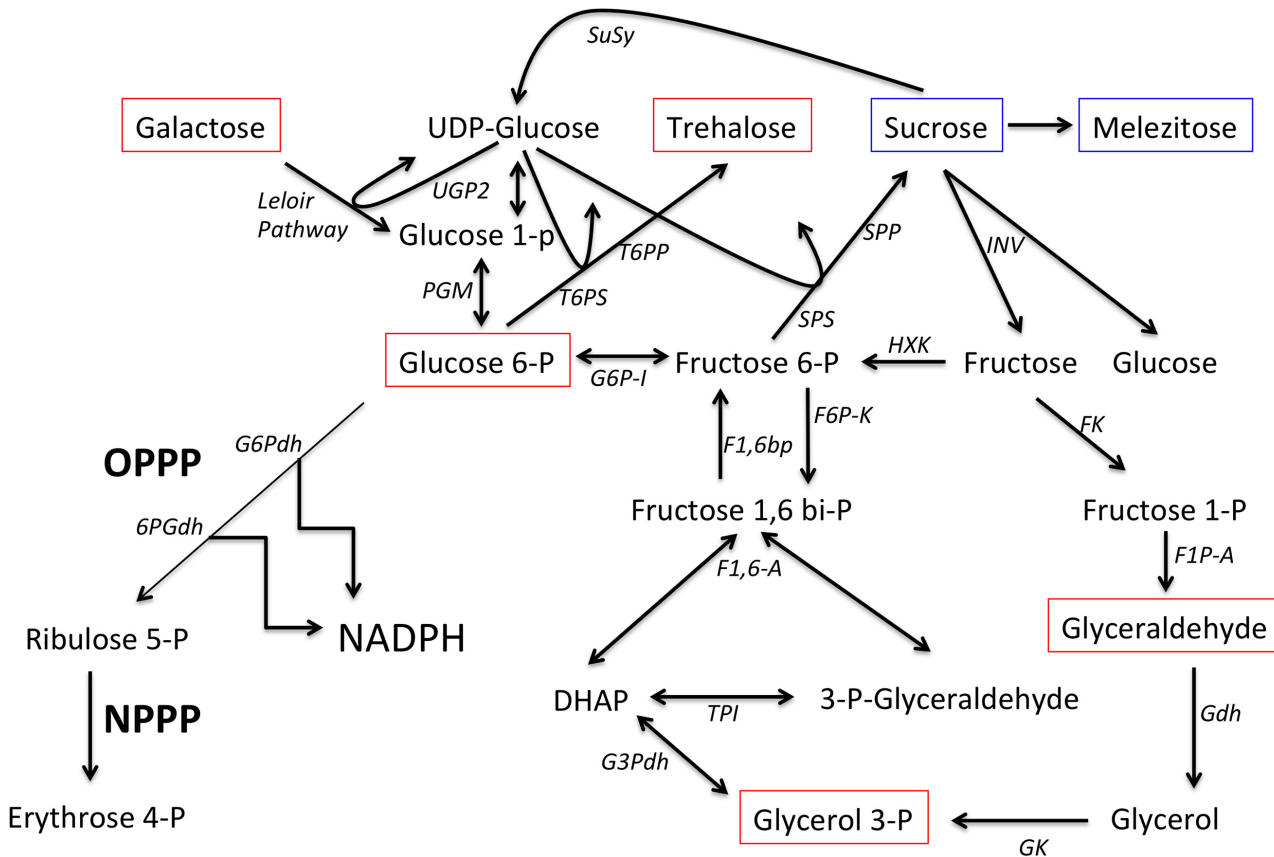 SuSy
Galactose
UDP-Glucose
Trehalose
Sucrose
Melezitose
Leloir
Pathway
UGP2
Glucose 1-p
T6PP
SPP
INV
PGM
T6PS
SPS
Glucose 6-P
G6P-I
Fructose 6-P
HXK
Fructose
Glucose
G6Pdh
OPPP
F1,6bp
F6P-K
FK
6PGdh
Fructose 1,6 bi-P
Fructose 1-P
F1,6-A
F1P-A
Ribulose 5-P
NADPH
Glyceraldehyde
NPPP
DHAP
TPI
3-P-Glyceraldehyde
Gdh
G3Pdh
Erythrose 4-P
Glycerol 3-P
GK
Glycerol